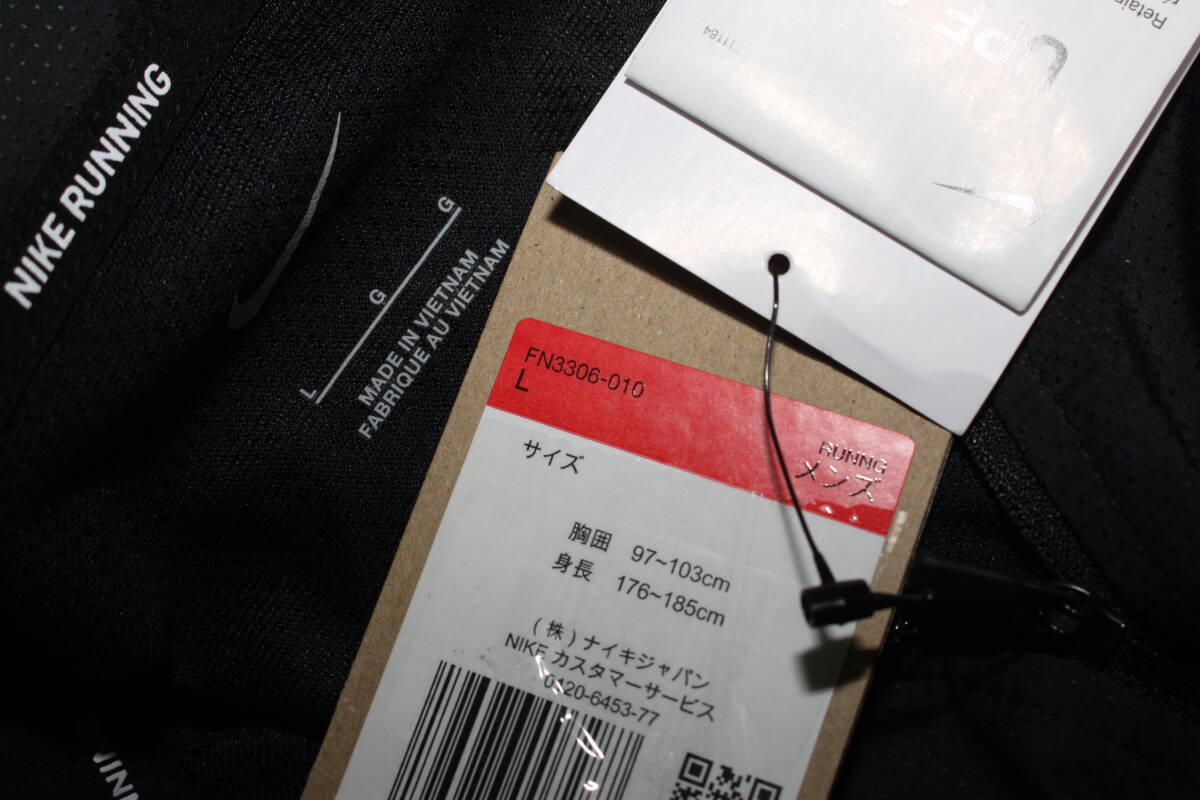 NIKE RUNNING
L G G
MADE IN VIETNAM
FABRIQUE AU VIETNAM
Retain
FN3306-010
L
RUNNG
メンズ
サイズ
胸囲 97~103cm
身長 176~185cm
(株)ナイキジャパン
NIKE カスタマーサービス
0120-6453-77